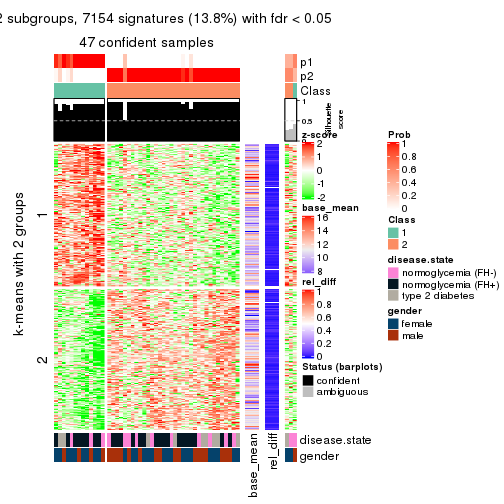 2 subgroups, 7154 signatures (13.8%) with fdr < 0.05
47 confident samples
p1
p2
Class
1
0.5
0
Silhouette
score
k-means with 2 groups
1
2
z-score
2
1
0
-1
-2
base_mean
16
14
12
10
8
rel_diff
1
0.8
0.6
0.4
0.2
0
Status (barplots)
confident
ambiguous
Prob
1
0.8
0.6
0.4
0.2
0
Class
1
2
disease.state
normoglycemia (FH-)
normoglycemia (FH+)
type 2 diabetes
gender
female
male
disease.state
gender
base_mean
rel_diff